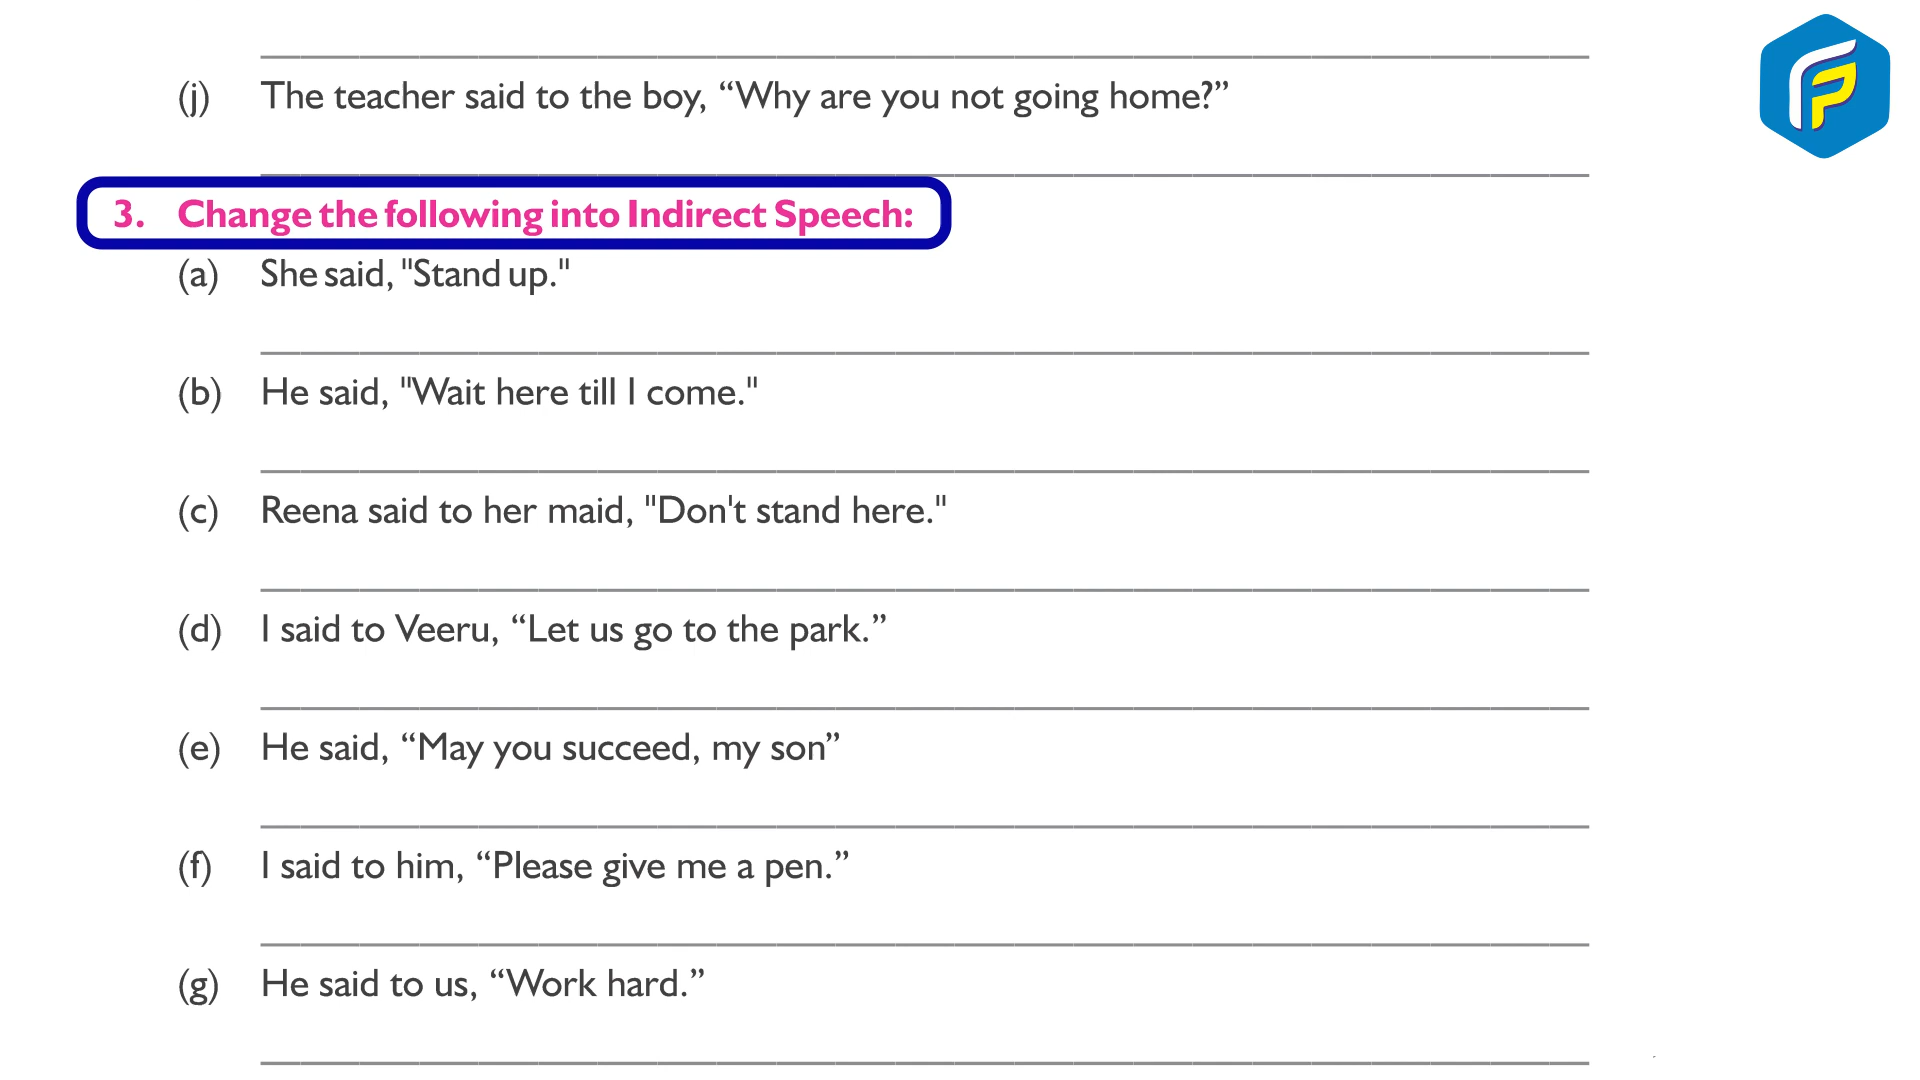 (j) The teacher said to the boy, “Why are you not going home?”
3. Change the following into Indirect Speech:
(a) She said, "Stand up."
(b) He said, "Wait here till I come."
(c) Reena said to her maid, "Don't stand here."
(d) I said to Veeru, “Let us go to the park.”
(e) He said, “May you succeed, my son”
(f) I said to him, “Please give me a pen.”
(g) He said to us, “Work hard.”